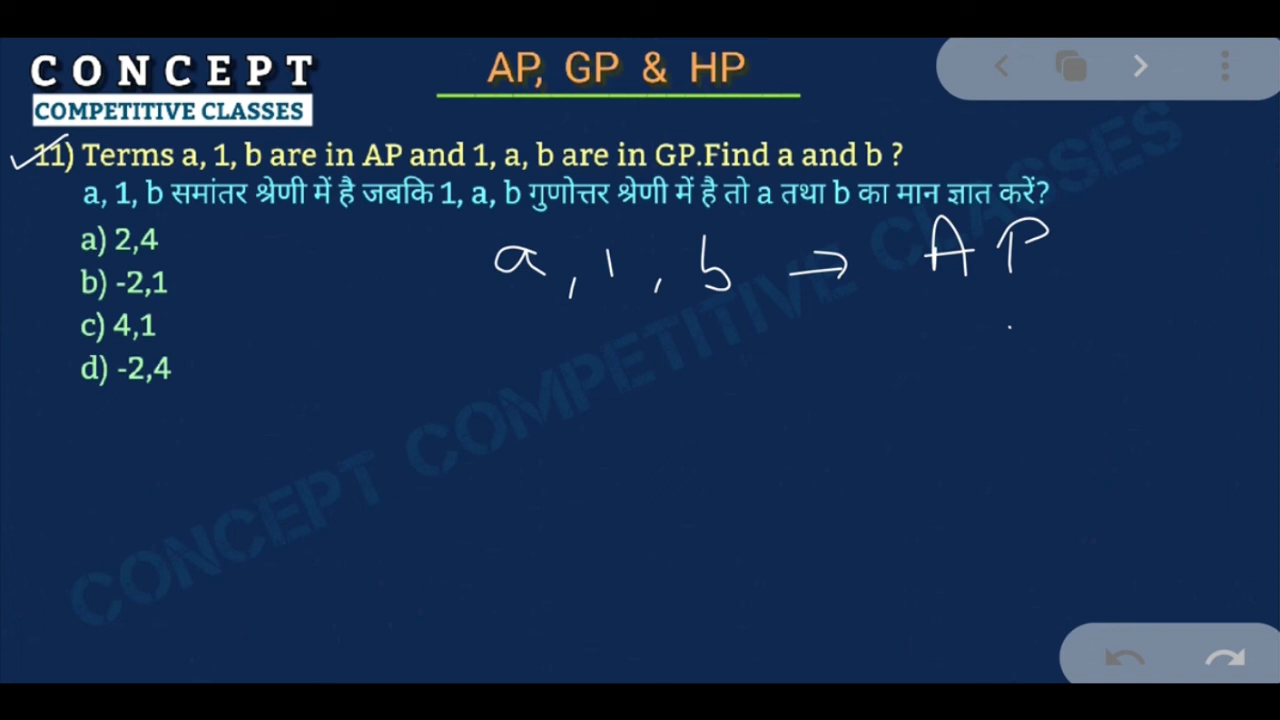 CONCEPT
COMPETITIVE CLASSES
AP, GP & HP
11) Terms a, 1, b are in AP and 1, a, b are in GP.Find a and b ?
a, 1, b समांतर श्रेणी में है जबकि 1, a, b गुणोत्तर श्रेणी में है तो a तथा b का मान ज्ञात करें?
a) 2,4
b) -2,1
c) 4,1
d) -2,4
a, 1, b → AP
CONCEPT COMPETITIVE CLASSES